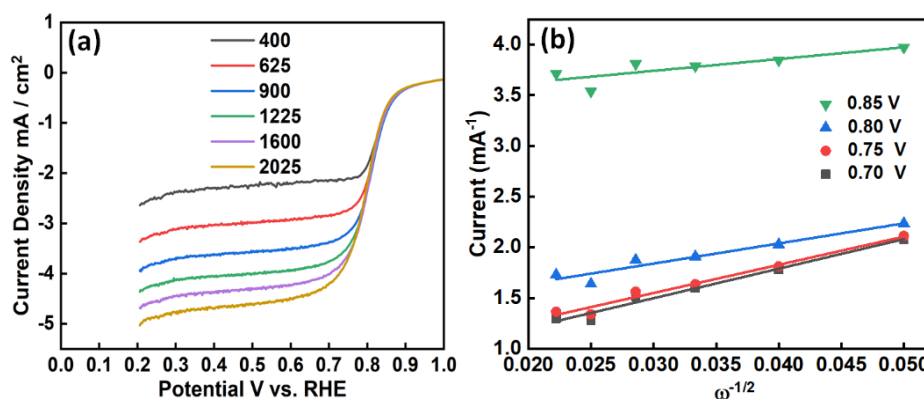 (a)
400
625
900
1225
1600
2025
1
0
-1
-2
-3
-4
-5
Current Density mA / cm²
0.0 0.1 0.2 0.3 0.4 0.5 0.6 0.7 0.8 0.9 1.0
Potential V vs. RHE
(b)
0.85 V
0.80 V
0.75 V
0.70 V
4.0
3.5
3.0
2.5
2.0
1.5
1.0
Current (mA⁻¹)
0.020 0.025 0.030 0.035 0.040 0.045 0.050
ω⁻¹/²